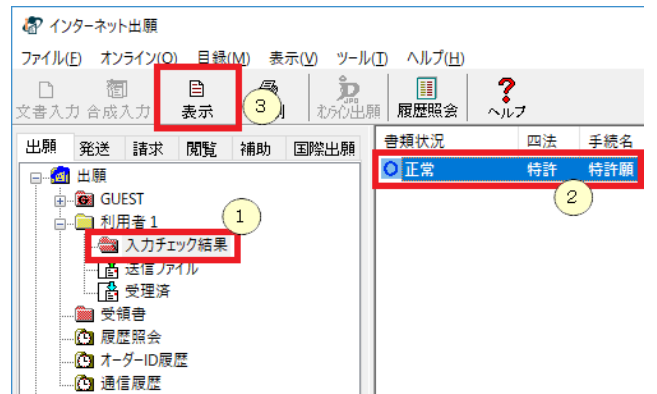 インターネット出願
ファイル(F) オンライン(O) 目録(M) 表示(V) ツール(T) ヘルプ(H)
文書入力 合成入力 表示 3 オンライン出願 履歴照会 ヘルプ
出願 発送 請求 閲覧 補助 国際出願
書類状況 四法 手続名
正常 特許 特許願
2
出願
GUEST
利用者1
1
入力チェック結果
送信ファイル
受理済
受領書
履歴照会
オーダーID履歴
通信履歴